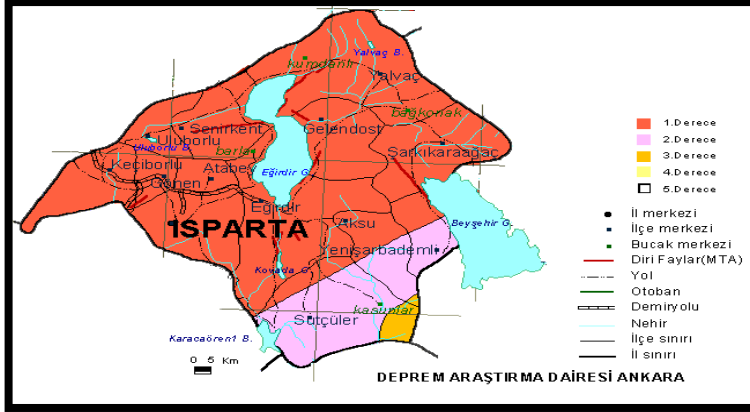 Yalvaç B.
kumdanlı
Yalvaç
bağkonak
Senirkent
Gelendost
Uluborlu
Uluborlu B.
barla
Şarkikaraağaç
Keçiborlu
Atabey
Eğirdir G.
Gönen
Eğirdir
ISPARTA
Aksu
Beyşehir G.
Yenişarbademli
Kovada G.
kasımlar
Sütçüler
Karacaören1 B.
0 5 Km
1.Derece
2.Derece
3.Derece
4.Derece
5.Derece
İl merkezi
İlçe merkezi
Bucak merkezi
Diri Faylar(MTA)
Yol
Otoban
Demiryolu
Nehir
İlçe sınırı
İl sınırı
DEPREM ARAŞTIRMA DAİRESİ ANKARA